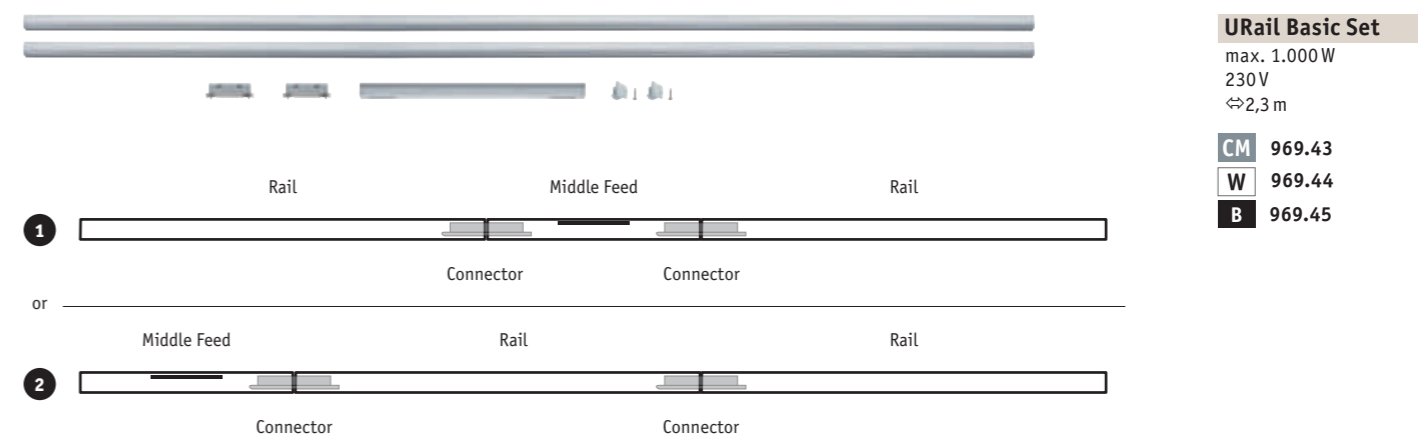 URail Basic Set
max. 1.000 W
230 V
⇔2,3 m
CM 969.43
W 969.44
B 969.45
Rail Middle Feed Rail
1
Connector Connector
or
Middle Feed Rail Rail
2
Connector Connector